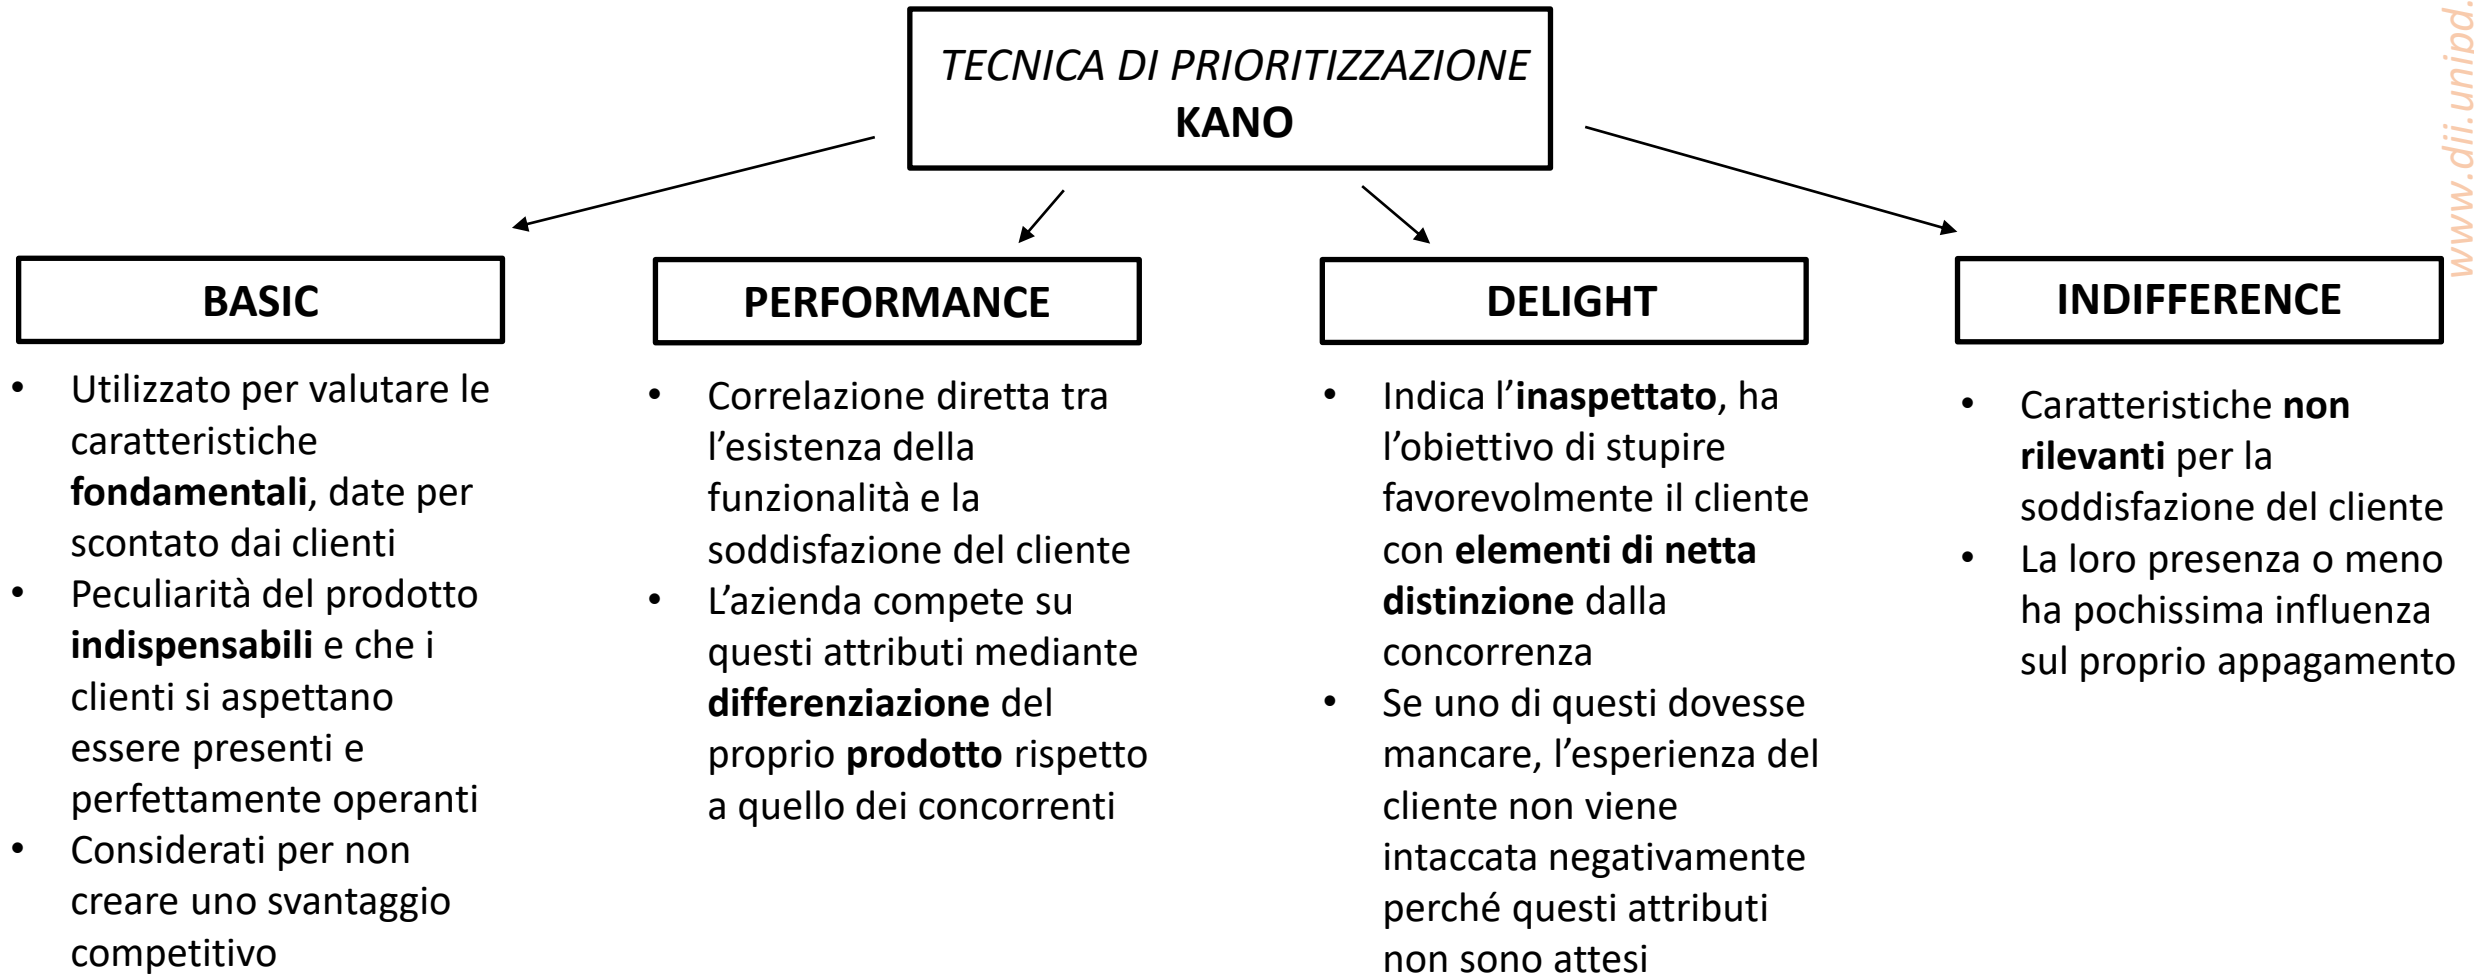 TECNICA DI PRIORITIZZAZIONE
KANO
www.dii.unipd.
BASIC
• Utilizzato per valutare le
caratteristiche
fondamentali, date per
scontato dai clienti
• Peculiarità del prodotto
indispensabili e che i
clienti si aspettano
essere presenti e
perfettamente operanti
• Considerati per non
creare uno svantaggio
competitivo
PERFORMANCE
• Correlazione diretta tra
l’esistenza della
funzionalità e la
soddisfazione del cliente
• L’azienda compete su
questi attributi mediante
differenziazione del
proprio prodotto rispetto
a quello dei concorrenti
DELIGHT
• Indica l’inaspettato, ha
l’obiettivo di stupire
favorevolmente il cliente
con elementi di netta
distinzione dalla
concorrenza
• Se uno di questi dovesse
mancare, l’esperienza del
cliente non viene
intaccata negativamente
perché questi attributi
non sono attesi
INDIFFERENCE
• Caratteristiche non
rilevanti per la
soddisfazione del cliente
• La loro presenza o meno
ha pochissima influenza
sul proprio appagamento